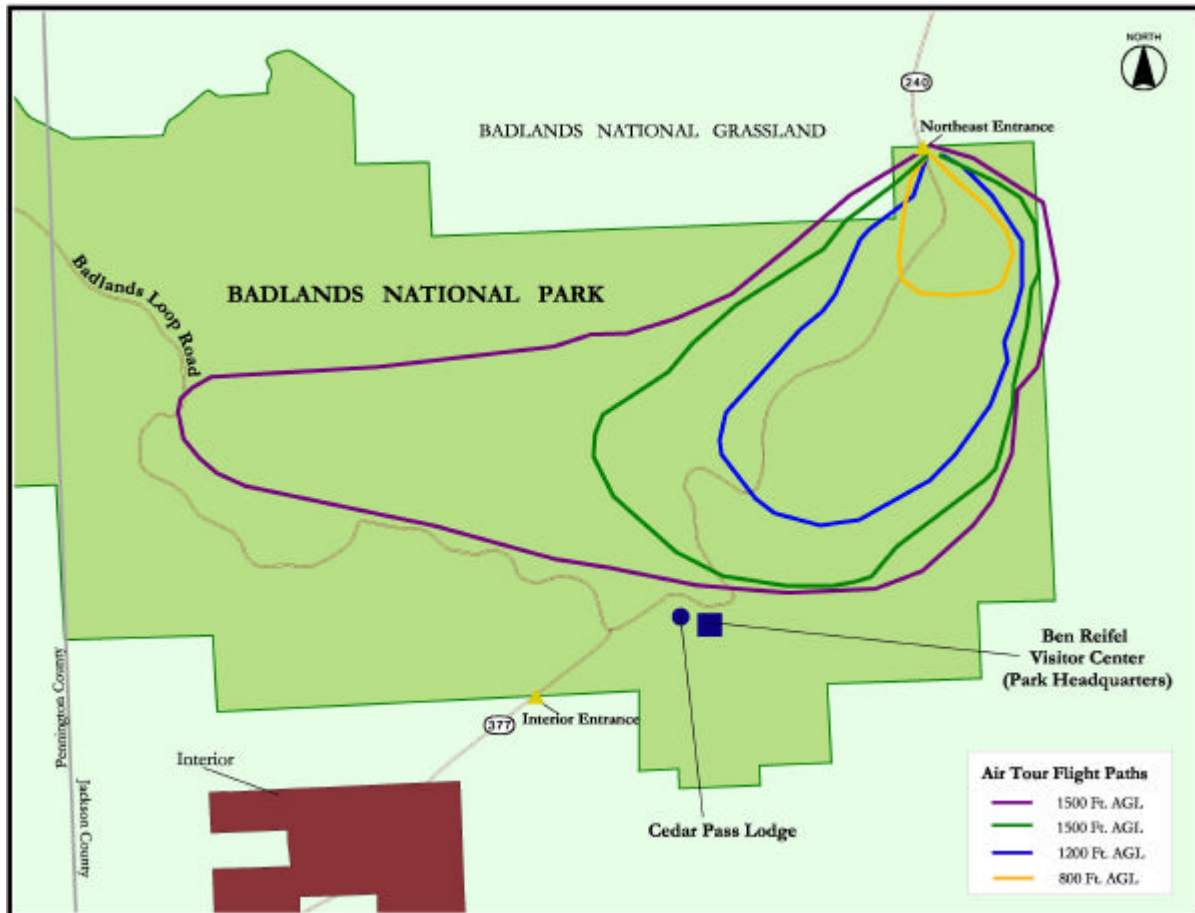 NORTH
240
BADLANDS NATIONAL GRASSLAND
Northeast Entrance
Badlands Loop Road
BADLANDS NATIONAL PARK
Ben Reifel
Visitor Center
(Park Headquarters)
Pennington County
Jackson County
377
Interior Entrance
Interior
Cedar Pass Lodge
Air Tour Flight Paths
1500 Ft. AGL
1500 Ft. AGL
1200 Ft. AGL
800 Ft. AGL